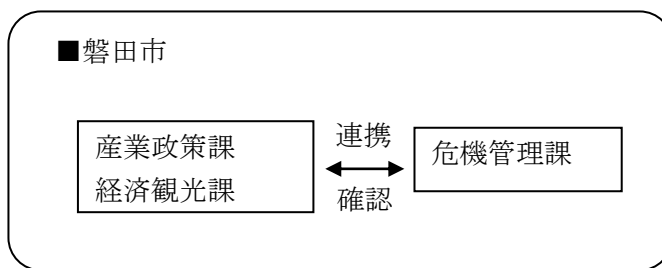 ■磐田市
産業政策課
経済観光課
連携
確認
危機管理課